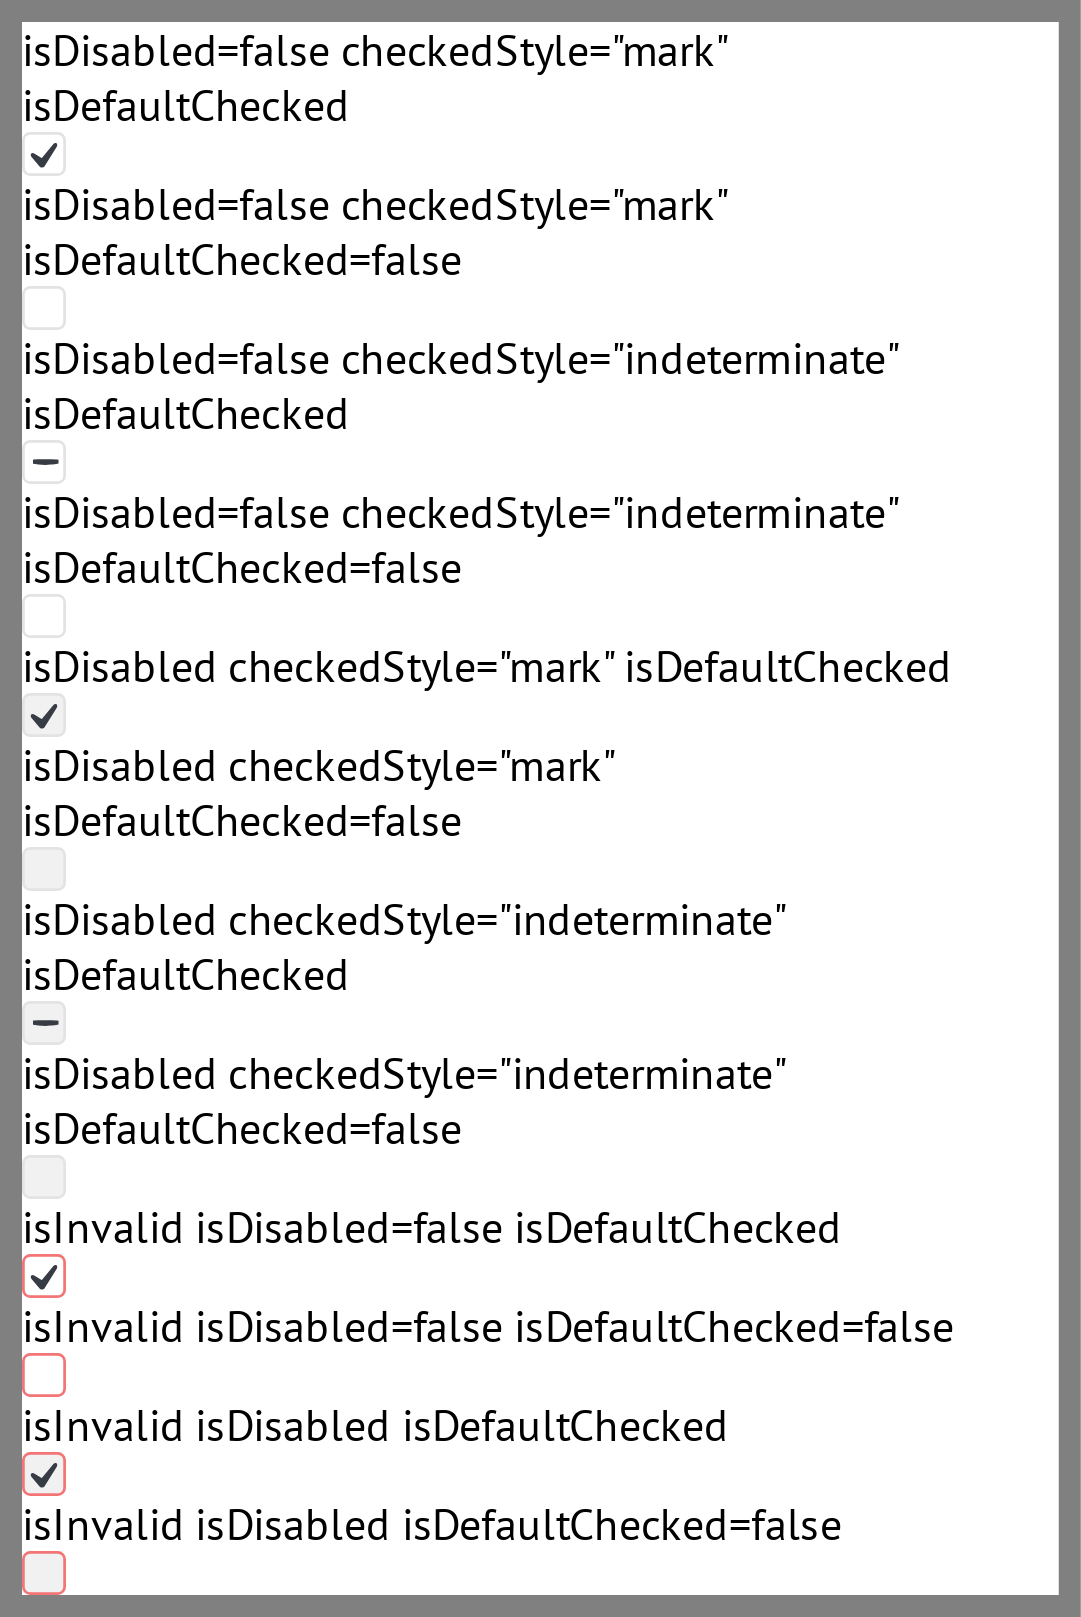 isDisabled=false checkedStyle="mark"
isDefaultChecked
isDisabled=false checkedStyle="mark"
isDefaultChecked=false
isDisabled=false checkedStyle="indeterminate"
isDefaultChecked
isDisabled=false checkedStyle="indeterminate"
isDefaultChecked=false
isDisabled checkedStyle="mark" isDefaultChecked
isDisabled checkedStyle="mark"
isDefaultChecked=false
isDisabled checkedStyle="indeterminate"
isDefaultChecked
isDisabled checkedStyle="indeterminate"
isDefaultChecked=false
isInvalid isDisabled=false isDefaultChecked
isInvalid isDisabled=false isDefaultChecked=false
isInvalid isDisabled isDefaultChecked
isInvalid isDisabled isDefaultChecked=false